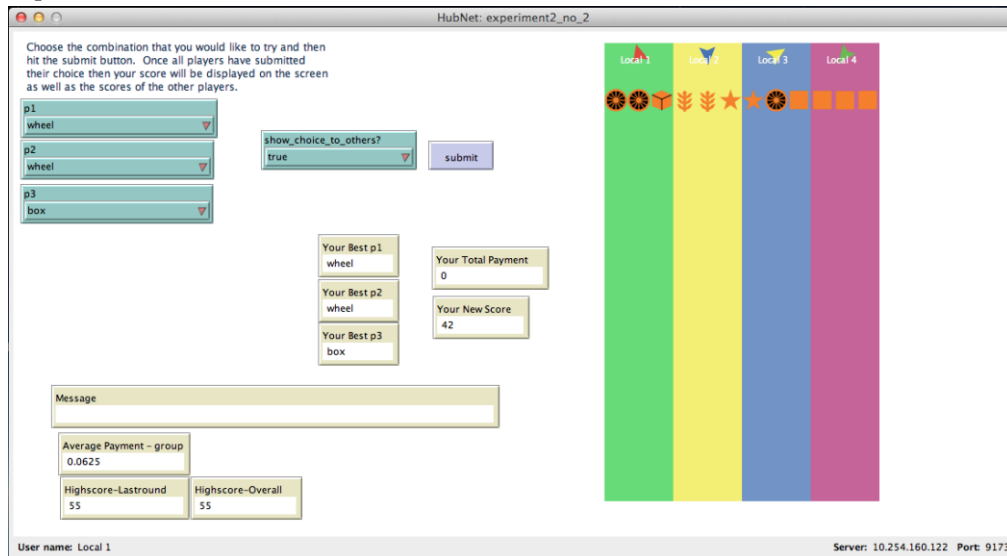 HubNet: experiment2_no_2
Choose the combination that you would like to try and then
hit the submit button. Once all players have submitted
their choice then your score will be displayed on the screen
as well as the scores of the other players.
p1
wheel
p2
wheel
p3
box
show_choice_to_others?
true
submit
Your Best p1
wheel
Your Best p2
wheel
Your Best p3
box
Your Total Payment
0
Your New Score
42
Message
Average Payment - group
0.0625
Highscore-Lastround
55
Highscore-Overall
55
Local 1
Local 2
Local 3
Local 4
User name: Local 1
Server: 10.254.160.122 Port: 9173